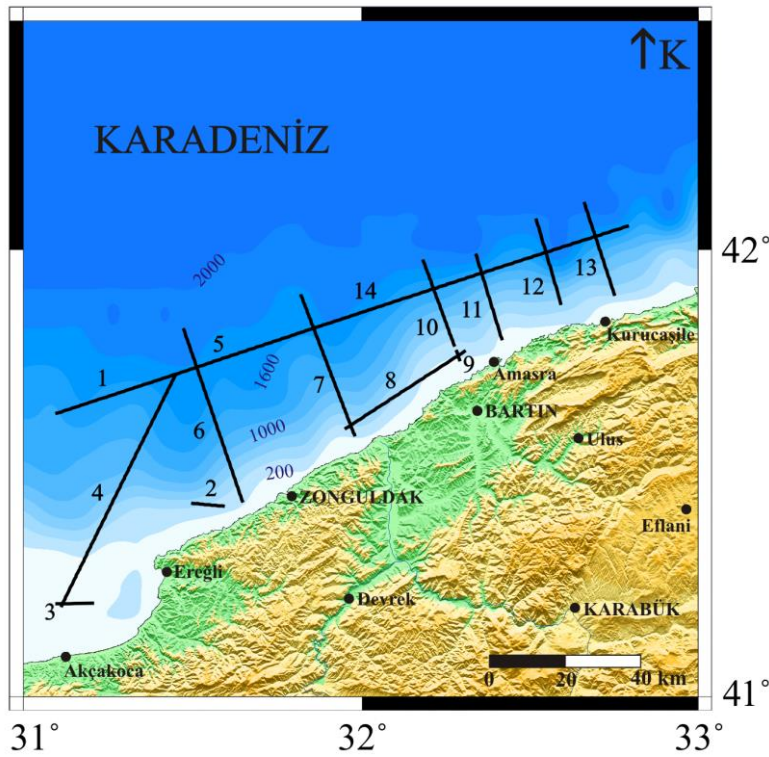 K
KARADENİZ
2000
42°
13
12
14
11
Kurucaşile
10
5
1600
9
Amasra
1
7
8
BARTIN
6
1000
Ulus
4
200
2
ZONGULDAK
Eflani
Ereğli
3
Devrek
KARABÜK
Akçakoca
0 20 40 km
41°
31° 32° 33°